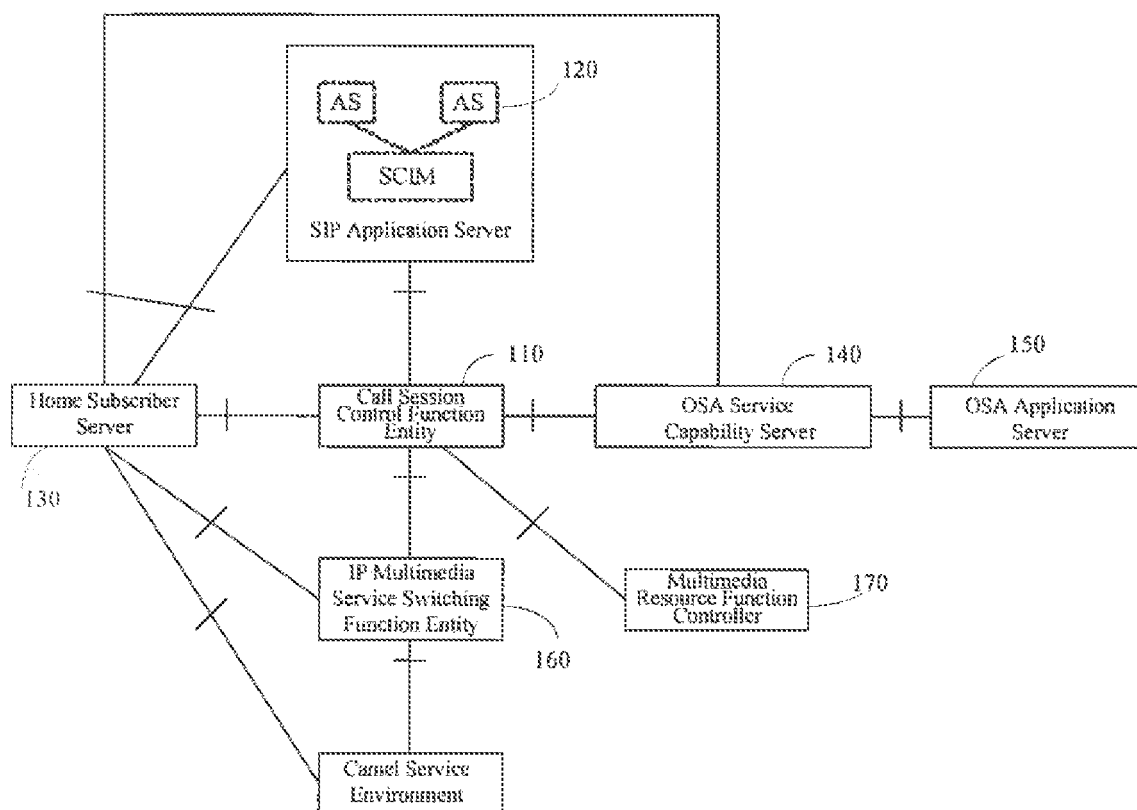 120
AS
AS
SCIM
SIP Application Server
110
140
150
Home Subscriber
Server
Call Session
Control Function
Entity
OSA Service
Capability Server
OSA Application
Server
130
IP Multimedia
Service Switching
Function Entity
160
Multimedia
Resource Function
Controller
170
Camel Service
Environment